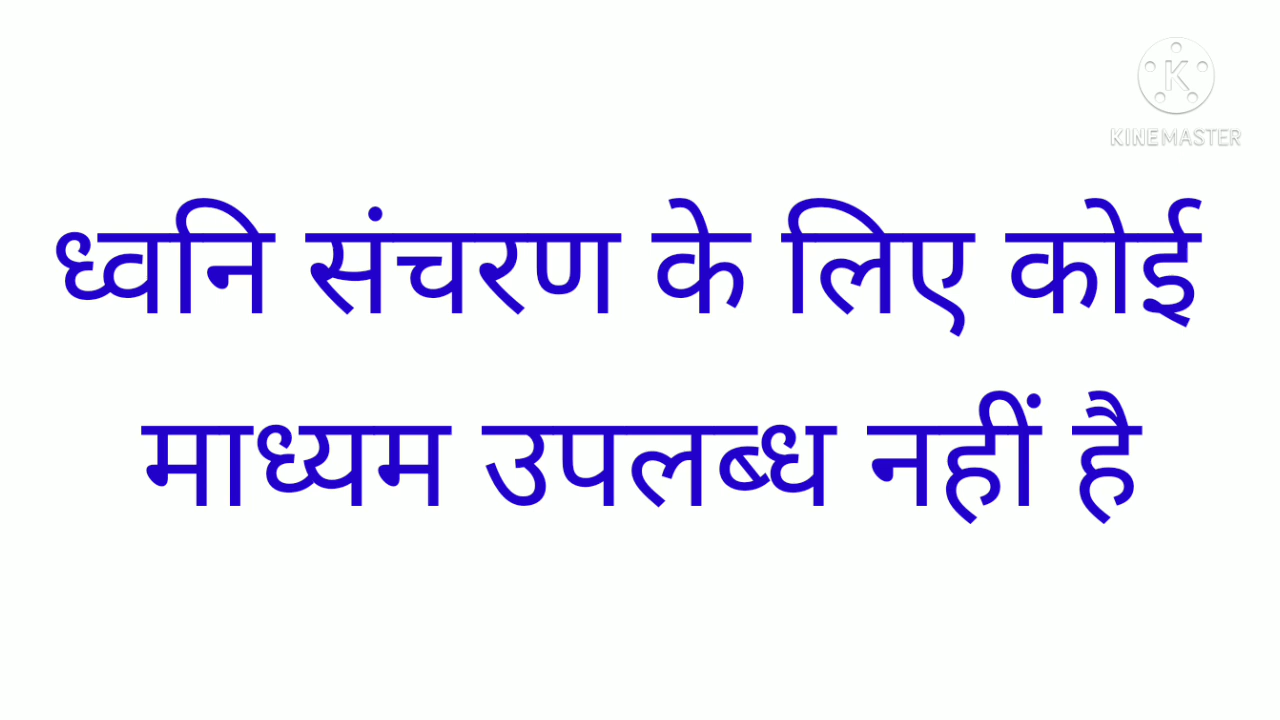 K
KINEMASTER
ध्वनि संचरण के लिए कोई
माध्यम उपलब्ध नहीं है